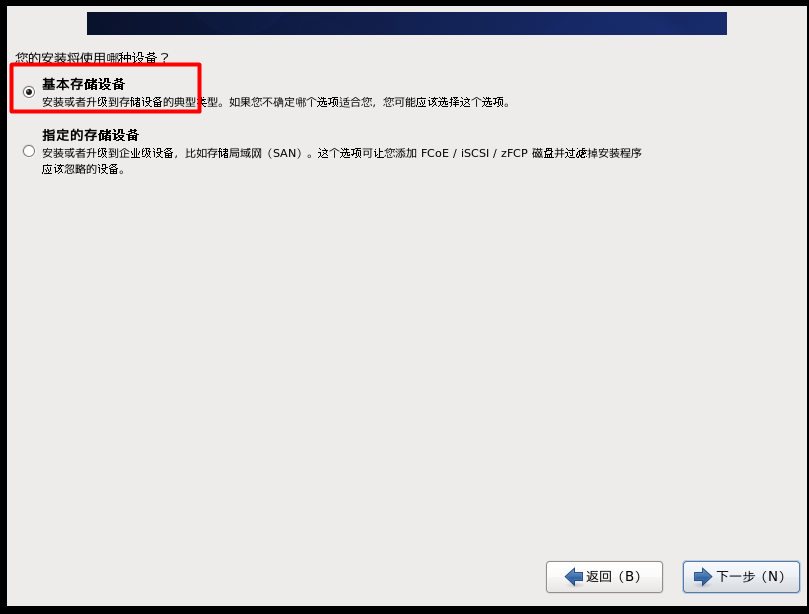 您的安装将使用哪种设备？
基本存储设备
安装或者升级到存储设备的典型类型。如果您不确定哪个选项适合您，您可能应该选择这个选项。
指定的存储设备
安装或者升级到企业级设备，比如存储局域网（SAN）。这个选项可让您添加 FCoE / iSCSI / zFCP 磁盘并过滤掉安装程序
应该忽略的设备。
返回（B）
下一步（N）